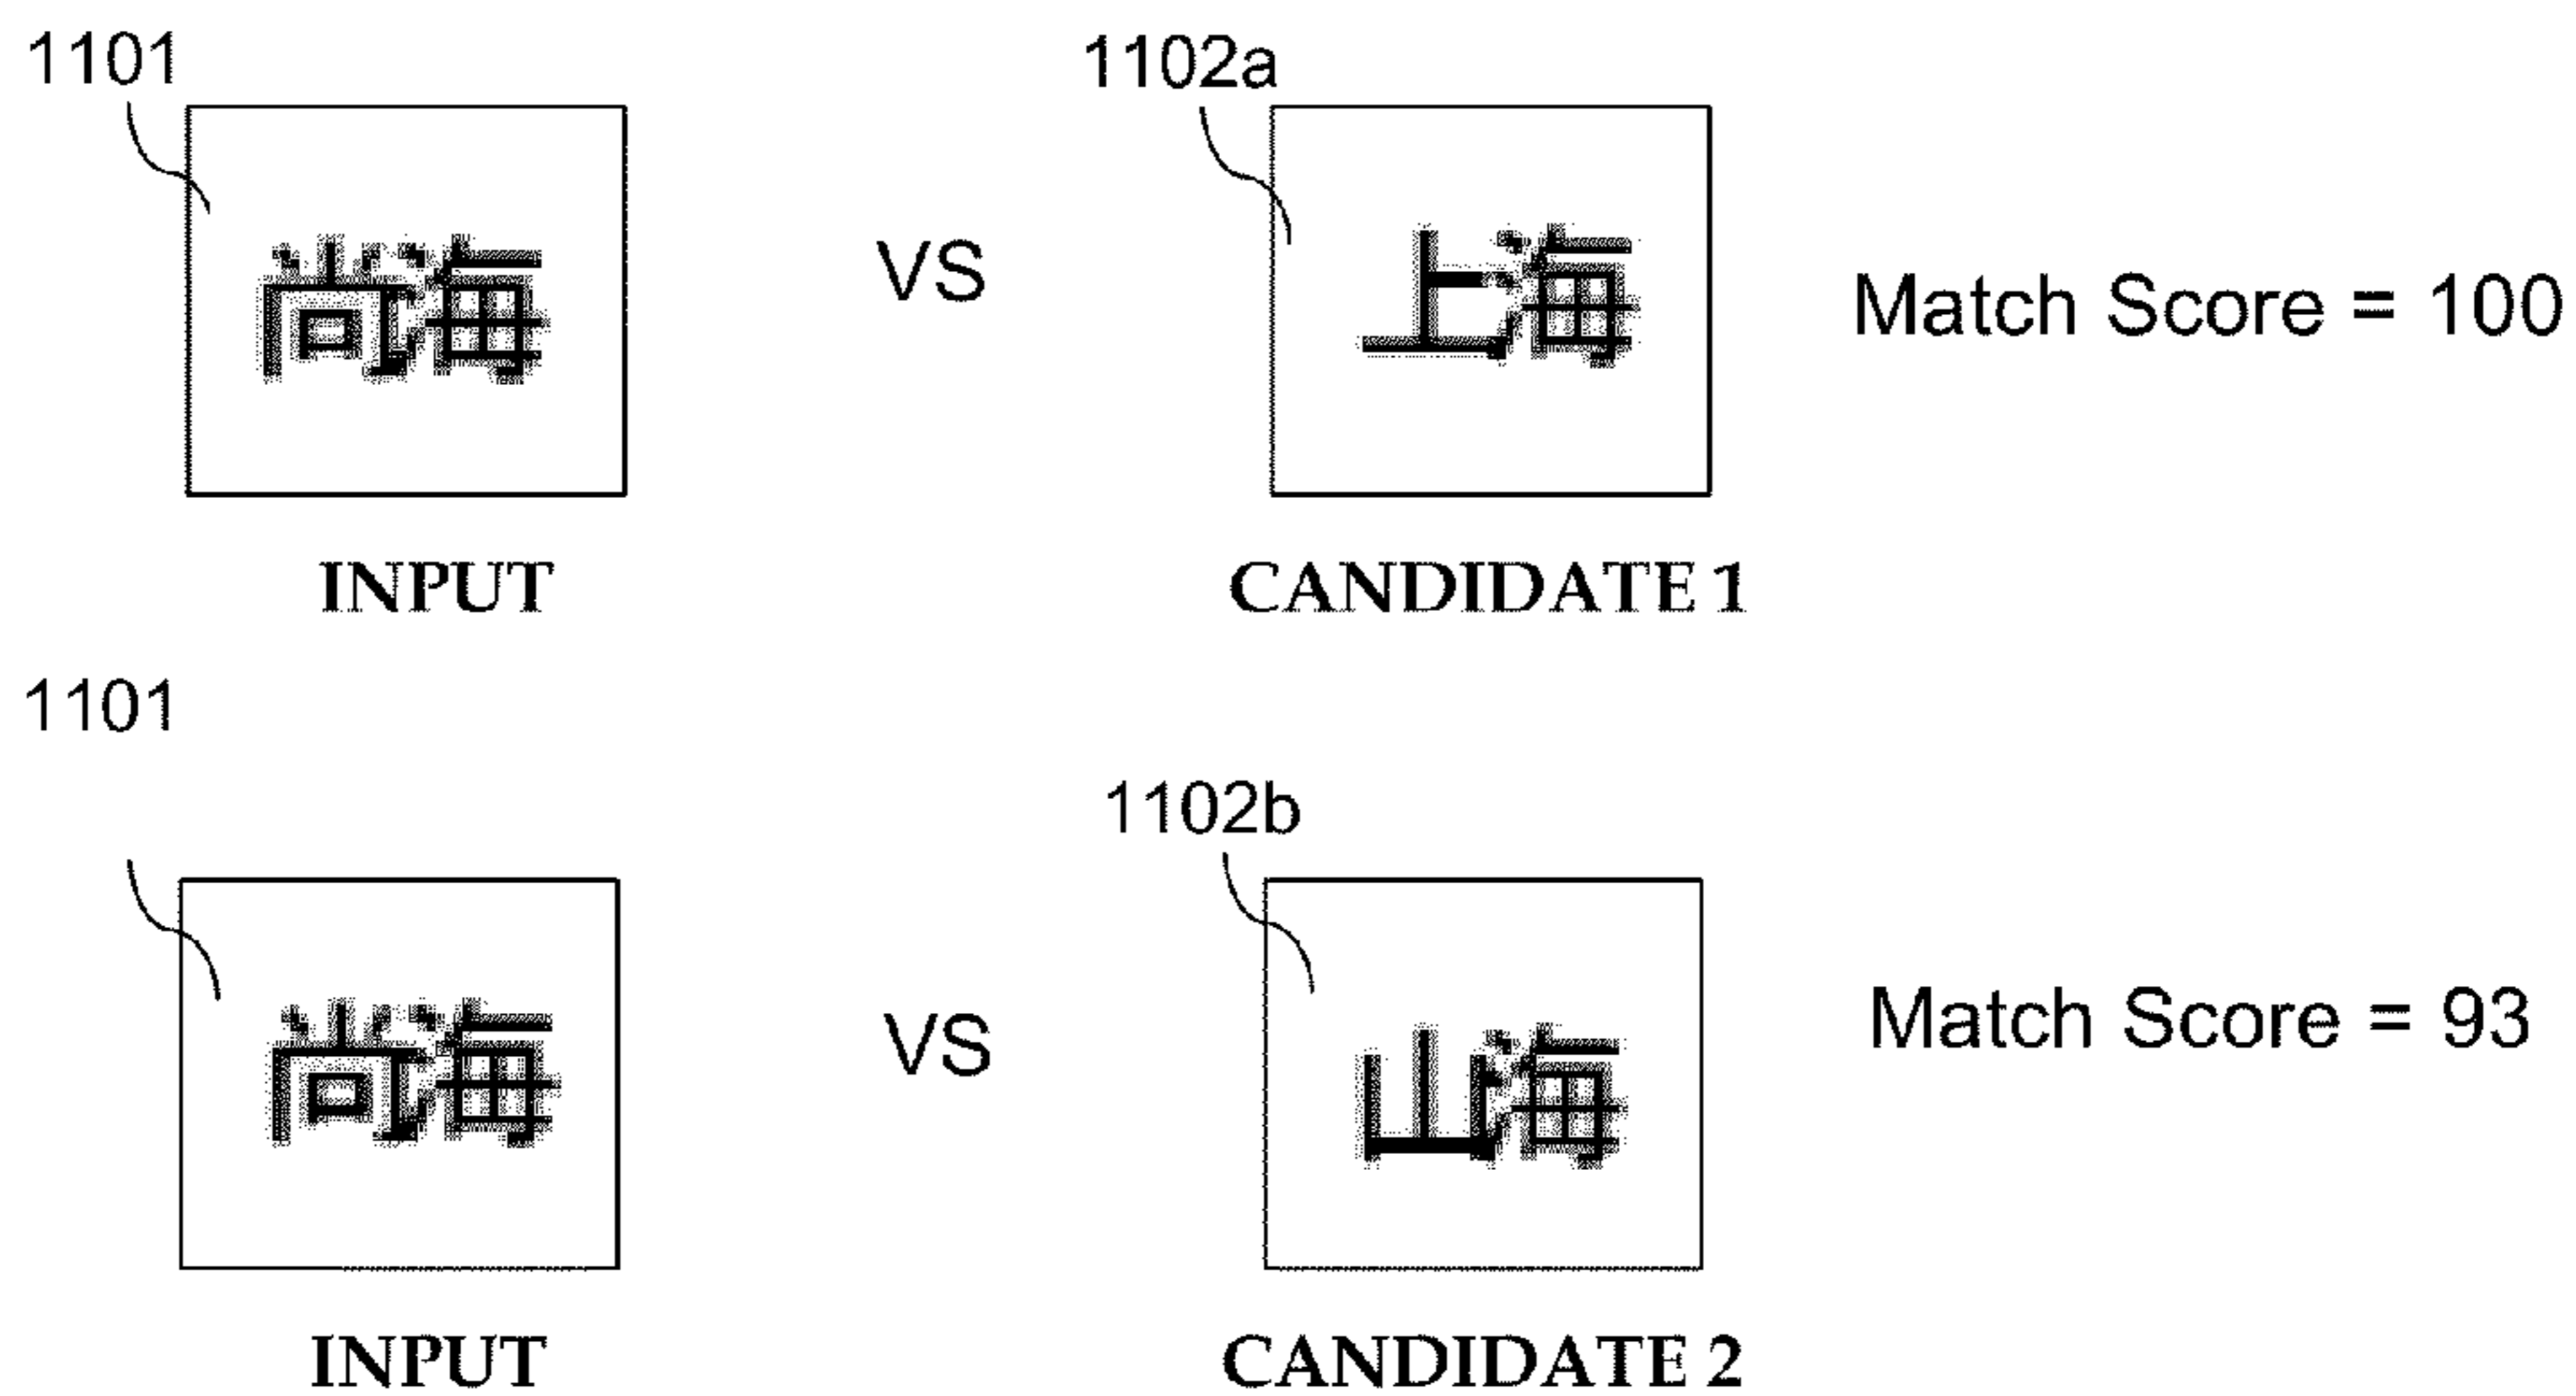 1101
1102a
尚海
VS
上海
Match Score = 100
INPUT
CANDIDATE 1
1101
1102b
尚海
VS
山海
Match Score = 93
INPUT
CANDIDATE 2